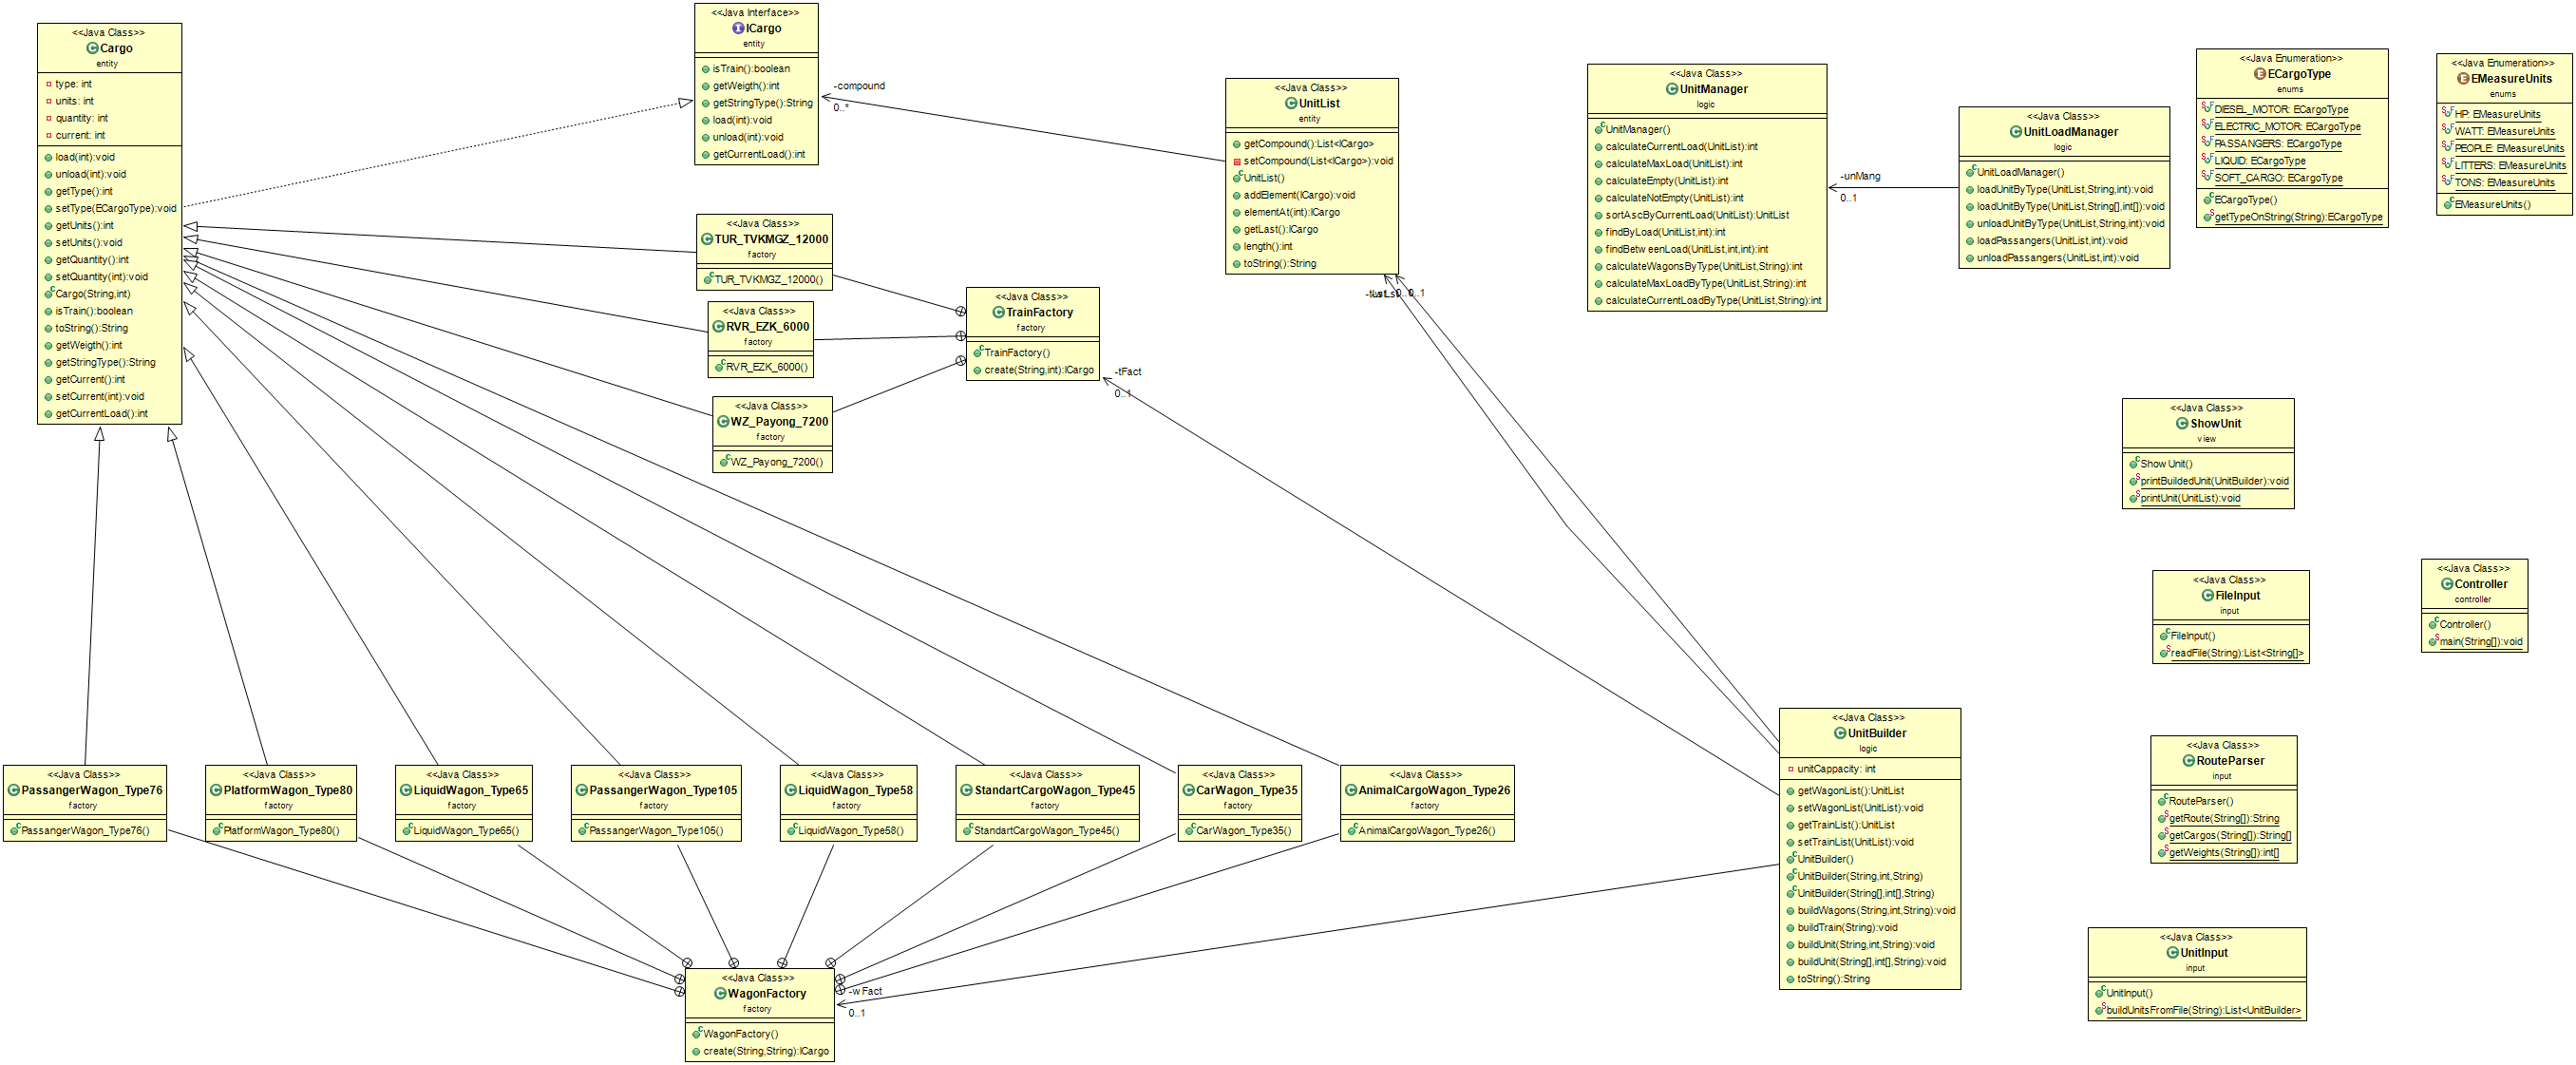 <<Java Class>>
Cargo
entity
type: int
units: int
quantity: int
current: int
load(int):void
unload(int):void
getType():int
setType(ECargoType):void
getUnits():int
setUnits():void
getQuantity():int
setQuantity(int):void
Cargo(String,int)
isTrain():boolean
toString():String
getWeigth():int
getStringType():String
getCurrent():int
setCurrent(int):void
getCurrentLoad():int
<<Java Interface>>
ICargo
entity
isTrain():boolean
getWeigth():int
getStringType():String
load(int):void
unload(int):void
getCurrentLoad():int
-compound
0..*
<<Java Class>>
UnitList
entity
getCompound():List<ICargo>
setCompound(List<ICargo>):void
UnitList()
addElement(ICargo):void
elementAt(int):ICargo
getLast():ICargo
length():int
toString():String
<<Java Class>>
UnitManager
logic
UnitManager()
calculateCurrentLoad(UnitList):int
calculateMaxLoad(UnitList):int
calculateEmpty(UnitList):int
calculateNotEmpty(UnitList):int
sortAscByCurrentLoad(UnitList):UnitList
findByLoad(UnitList,int):int
findBetweenLoad(UnitList,int,int):int
calculateWagonsByType(UnitList,String):int
calculateMaxLoadByType(UnitList,String):int
calculateCurrentLoadByType(UnitList,String):int
-unMang
0..1
<<Java Class>>
UnitLoadManager
logic
UnitLoadManager()
loadUnitByType(UnitList,String,int):void
loadUnitByType(UnitList,String[],int[]):void
unloadUnitByType(UnitList,String,int):void
loadPassangers(UnitList,int):void
unloadPassangers(UnitList,int):void
<<Java Enumeration>>
ECargoType
enums
DIESEL_MOTOR: ECargoType
ELECTRIC_MOTOR: ECargoType
PASSANGERS: ECargoType
LIQUID: ECargoType
SOFT_CARGO: ECargoType
ECargoType()
getTypeOnString(String):ECargoType
<<Java Enumeration>>
EMeasureUnits
enums
HP: EMeasureUnits
WATT: EMeasureUnits
PEOPLE: EMeasureUnits
LITTERS: EMeasureUnits
TONS: EMeasureUnits
EMeasureUnits()
<<Java Class>>
TUR_TVKMGZ_12000
factory
TUR_TVKMGZ_12000()
<<Java Class>>
RVR_EZK_6000
factory
RVR_EZK_6000()
<<Java Class>>
WZ_Payong_7200
factory
WZ_Payong_7200()
<<Java Class>>
TrainFactory
factory
TrainFactory()
create(String,int):ICargo
-tFact
0..1
0..1
<<Java Class>>
ShowUnit
view
ShowUnit()
printBuildedUnit(UnitBuilder):void
printUnit(UnitList):void
<<Java Class>>
FileInput
input
FileInput()
readFile(String):List<String[]>
<<Java Class>>
Controller
controller
Controller()
main(String[]):void
<<Java Class>>
PassangerWagon_Type76
factory
PassangerWagon_Type76()
<<Java Class>>
PlatformWagon_Type80
factory
PlatformWagon_Type80()
<<Java Class>>
LiquidWagon_Type65
factory
LiquidWagon_Type65()
<<Java Class>>
PassangerWagon_Type105
factory
PassangerWagon_Type105()
<<Java Class>>
LiquidWagon_Type58
factory
LiquidWagon_Type58()
<<Java Class>>
StandartCargoWagon_Type45
factory
StandartCargoWagon_Type45()
<<Java Class>>
CarWagon_Type35
factory
CarWagon_Type35()
<<Java Class>>
AnimalCargoWagon_Type26
factory
AnimalCargoWagon_Type26()
<<Java Class>>
UnitBuilder
logic
unitCappacity: int
getWagonList():UnitList
setWagonList(UnitList):void
getTrainList():UnitList
setTrainList(UnitList):void
UnitBuilder()
UnitBuilder(String,int,String)
UnitBuilder(String[],int[],String)
buildWagons(String,int,String):void
buildTrain(String):void
buildUnit(String,int,String):void
buildUnit(String[],int[],String):void
toString():String
<<Java Class>>
RouteParser
input
RouteParser()
getRoute(String[]):String
getCargos(String[]):String[]
getWeights(String[]):int[]
<<Java Class>>
WagonFactory
factory
WagonFactory()
create(String,String):ICargo
-wFact
0..1
<<Java Class>>
UnitInput
input
UnitInput()
buildUnitsFromFile(String):List<UnitBuilder>